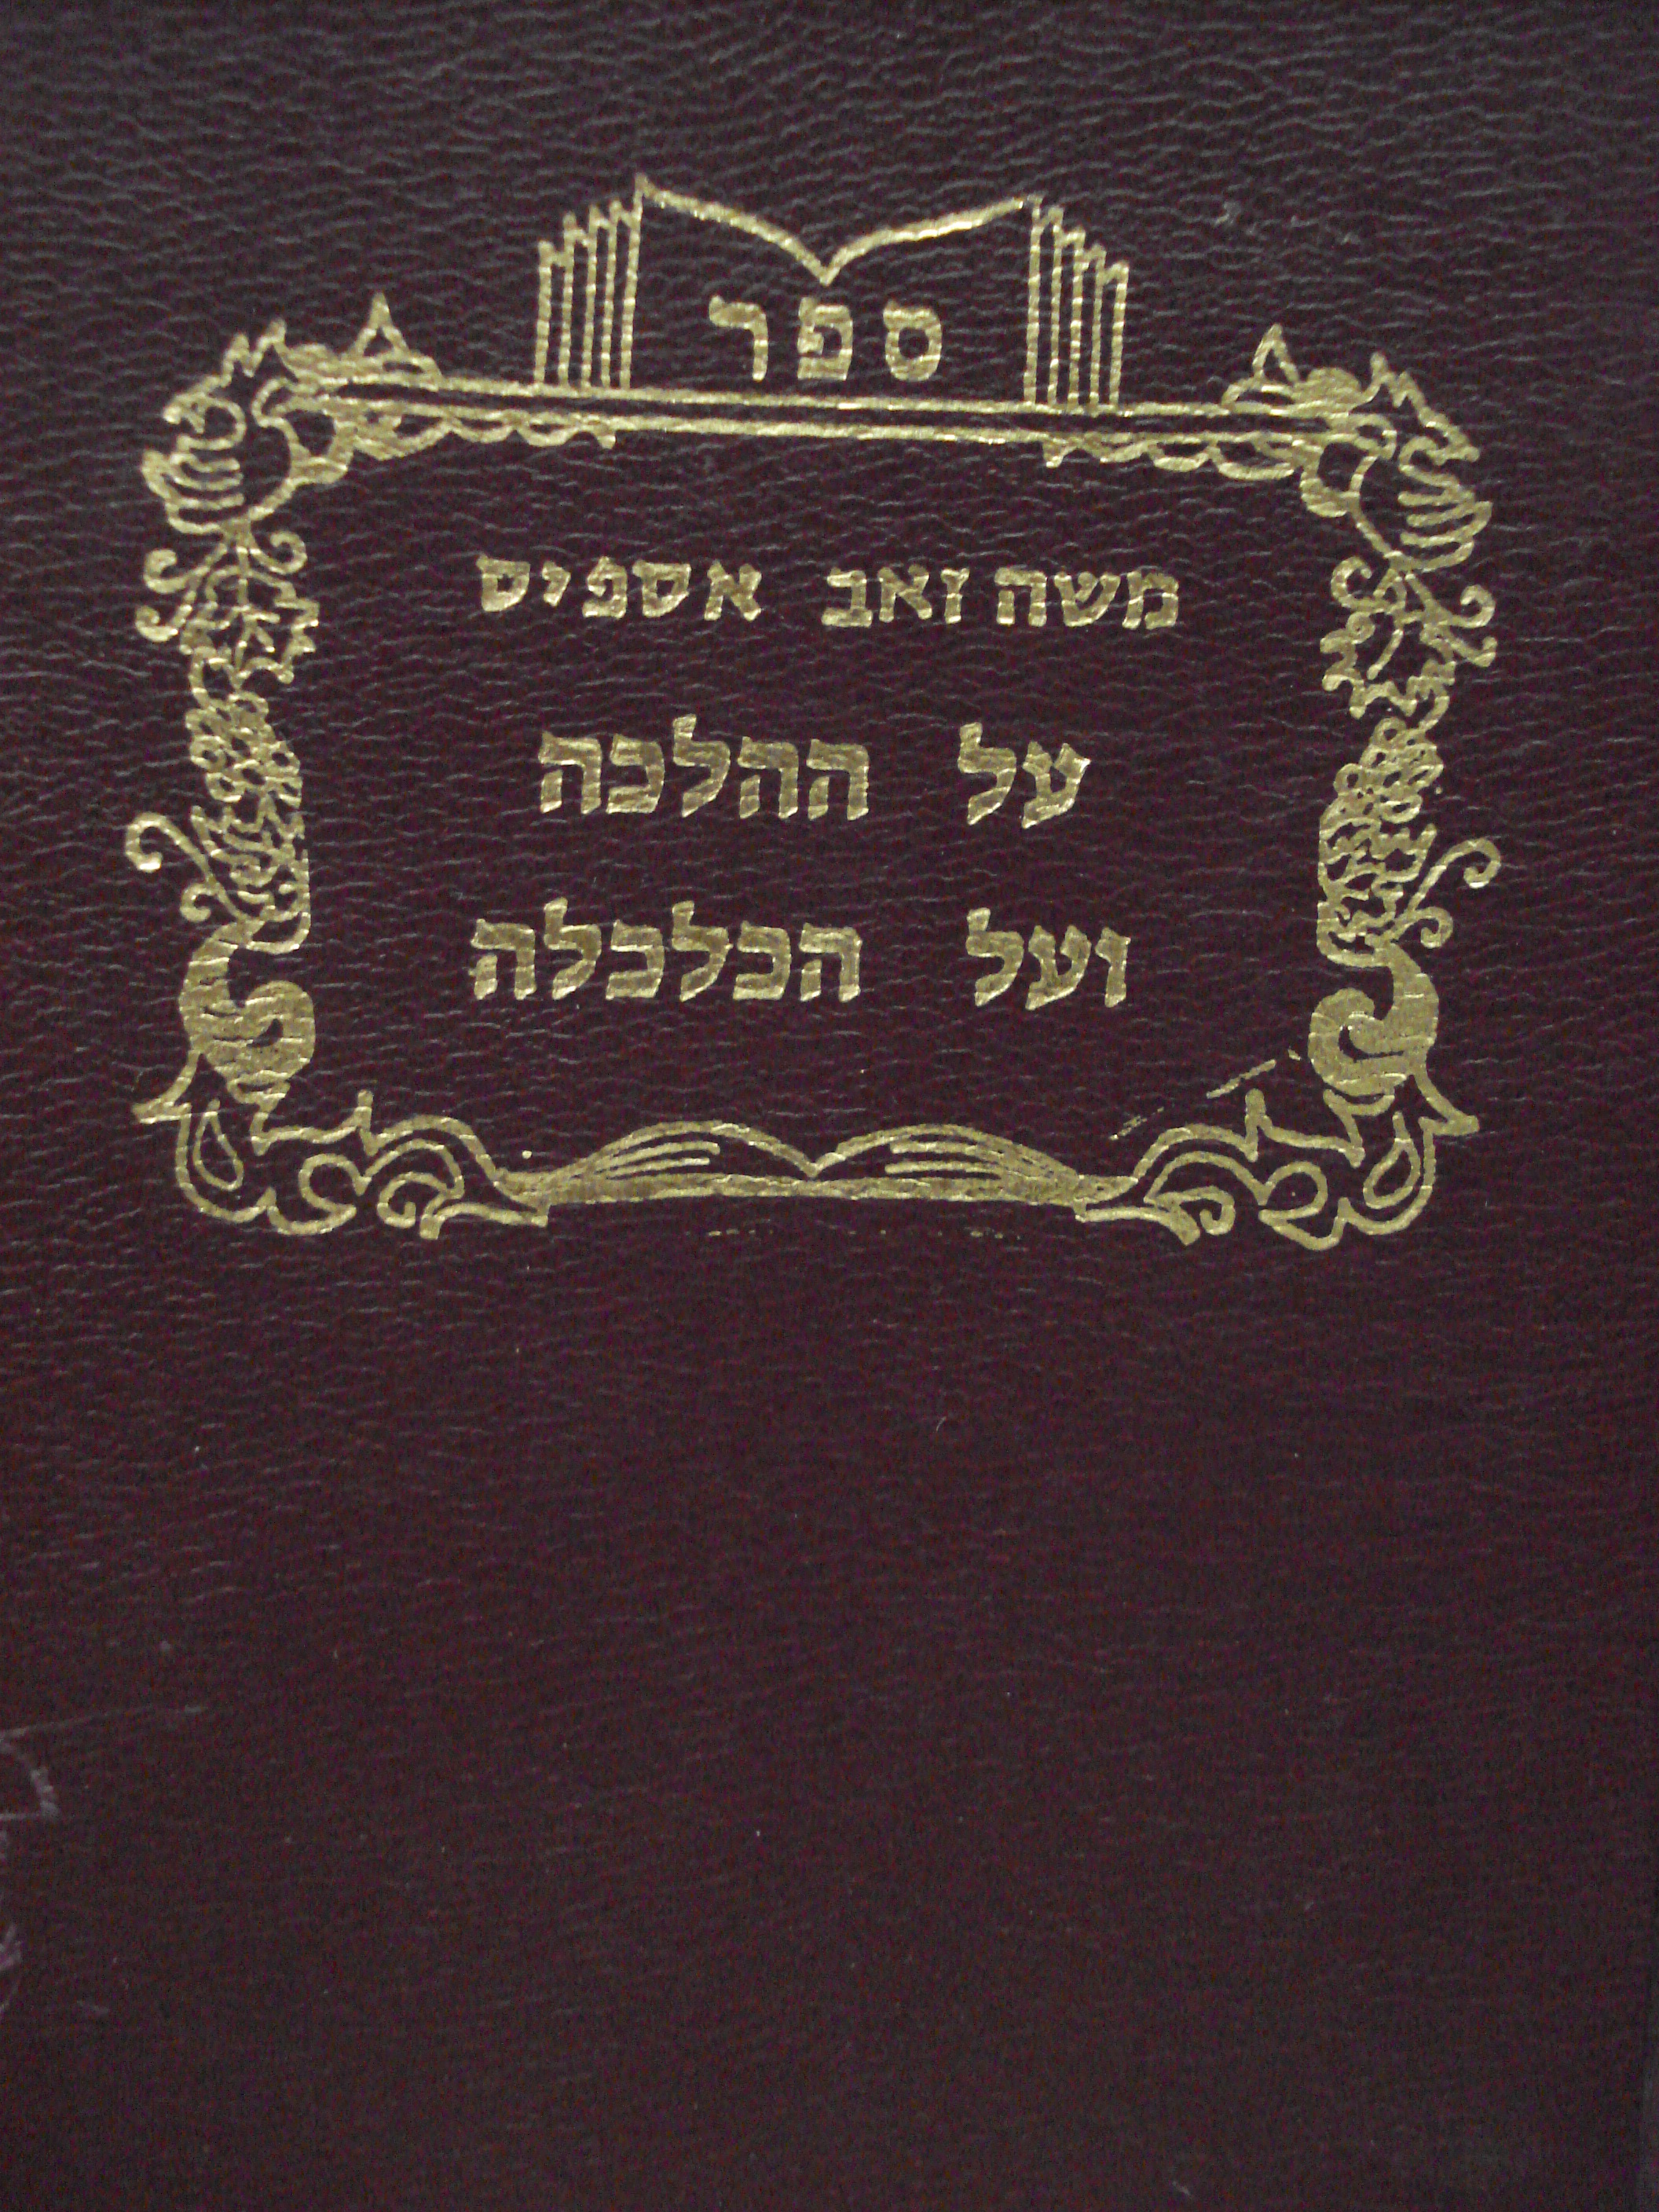 ספר
משה זאב אספיס
על ההלכה
ועל הכלכלה